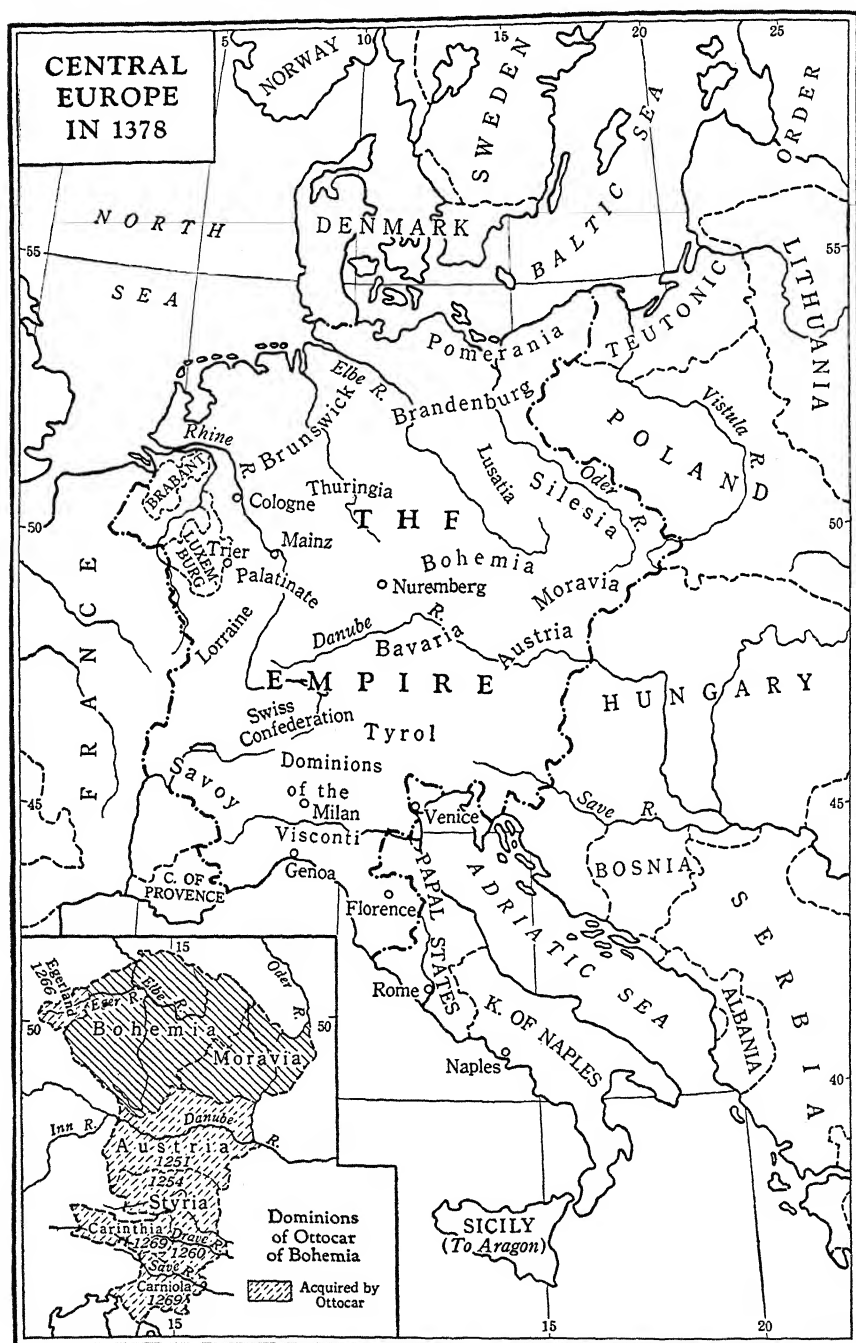 CENTRAL
EUROPE
IN 1378
5
10
15
20
25
NORWAY
SWEDEN
BALTIC SEA
ORDER
NORTH
SEA
DENMARK
55
55
LITHUANIA
TEUTONIC
Pomerania
Elbe R.
Brandenburg
Vistula R.
POLAND
Brunswick
Rhine R.
BRABANT
Cologne
Thuringia
Lusatia
Silesia
Oder R.
50
50
THE
LUXEM-
BURG
Trier
Mainz
Palatinate
Bohemia
Nuremberg
Moravia
FRANCE
Lorraine
Danube R.
Bavaria
Austria
EMPIRE
HUNGARY
Swiss
Confederation
Tyrol
Savoy
Dominions
of the
Milan
Visconti
45
45
Venice
Save R.
Genoa
C. OF
PROVENCE
BOSNIA
SERBIA
Florence
PAPAL STATES
ADRIATIC SEA
Rome
K. OF NAPLES
ALBANIA
Naples
40
SICILY
(To Aragon)
15
20
15
Egerland
1266
Eger R.
Elbe R.
Oder R.
50
50
Bohemia
Moravia
Inn R.
Danube R.
Austria
1251
1254
Styria
Carinthia
1269
Drave R.
1260
Save R.
Carniola
1269
15
Dominions
of Ottocar
of Bohemia
Acquired by
Ottocar